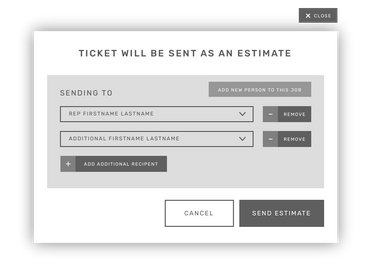 CLOSE
TICKET WILL BE SENT AS AN ESTIMATE
ADD NEW PERSON TO THIS JOB
SENDING TO
REP FIRSTNAME LASTNAME
REMOVE
ADDITIONAL FIRSTNAME LASTNAME
REMOVE
ADD ADDITIONAL RECIPENT
CANCEL
SEND ESTIMATE